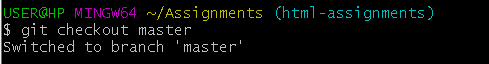 USER@HP MINGW64 ~/Assignments (html-assignments)
$ git checkout master
Switched to branch 'master'